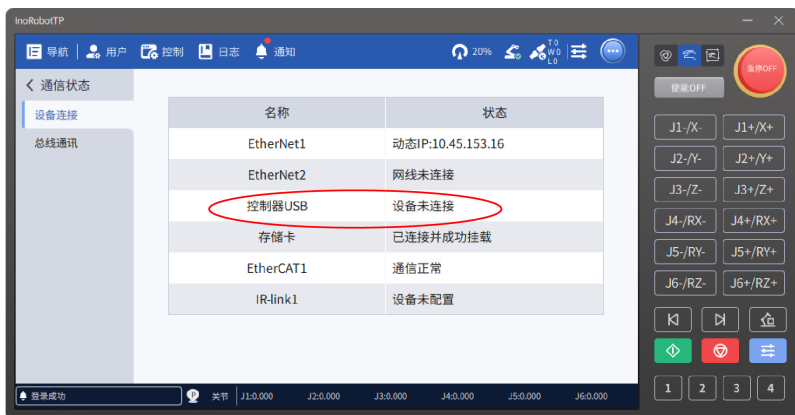 InoRobotTP
导航 用户 控制 日志 通知 20% T0 W0 L0
急停OFF
使能OFF
通信状态
设备连接
总线通讯
名称 状态
EtherNet1 动态IP:10.45.153.16
EtherNet2 网线未连接
控制器USB 设备未连接
存储卡 已连接并成功挂载
EtherCAT1 通信正常
IR-link1 设备未配置
J1-/X- J1+/X+
J2-/Y- J2+/Y+
J3-/Z- J3+/Z+
J4-/RX- J4+/RX+
J5-/RY- J5+/RY+
J6-/RZ- J6+/RZ+
1 2 3 4
登录成功 P 关节 J1:0.000 J2:0.000 J3:0.000 J4:0.000 J5:0.000 J6:0.000